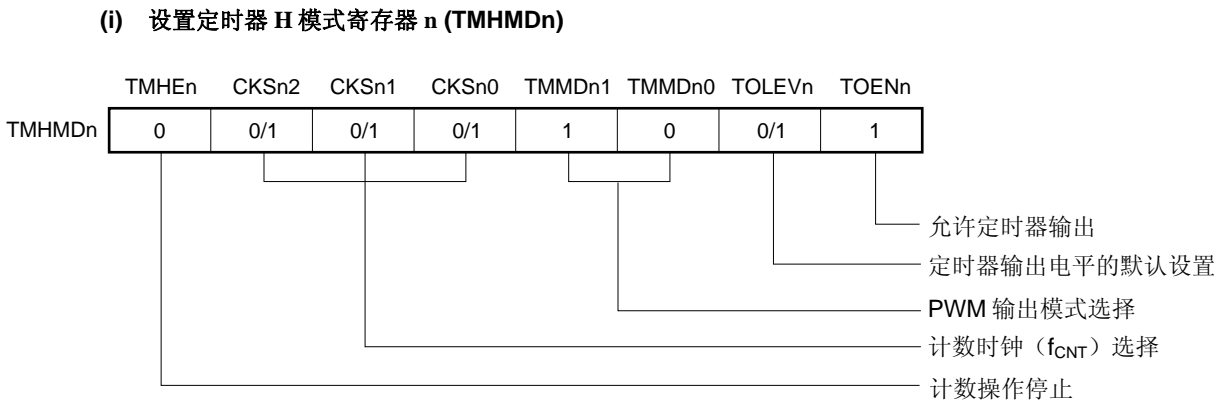 (i) 设置定时器 H 模式寄存器 n (TMHMDn)
TMHEn CKSn2 CKSn1 CKSn0 TMMDn1 TMMDn0 TOLEVn TOENn
TMHMDn 0 0/1 0/1 0/1 1 0 0/1 1
允许定时器输出
定时器输出电平的默认设置
PWM 输出模式选择
计数时钟（fCNT）选择
计数操作停止